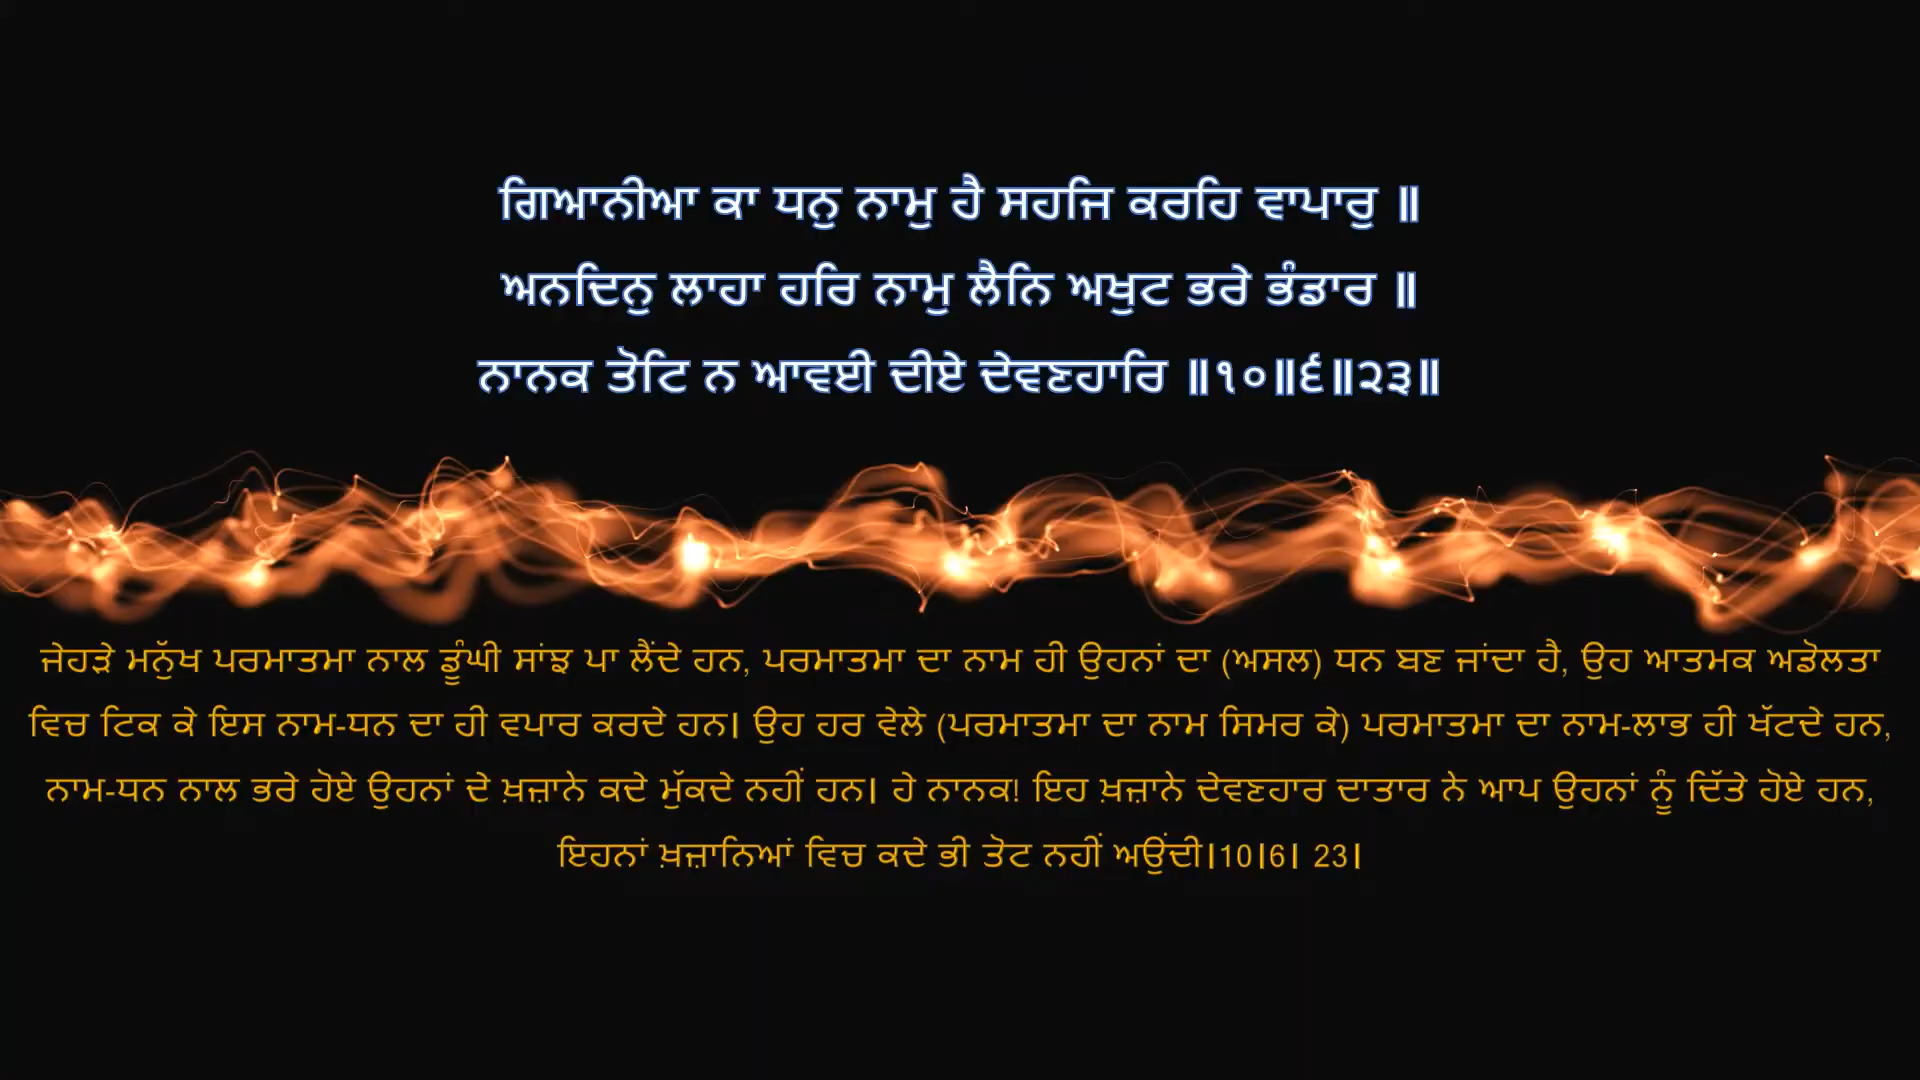 ਗਿਆਨੀਆ ਕਾ ਧਨੁ ਨਾਮੁ ਹੈ ਸਹਜਿ ਕਰਹਿ ਵਾਪਾਰੁ ॥
ਅਨਦਿਨੁ ਲਾਹਾ ਹਰਿ ਨਾਮੁ ਲੈਨਿ ਅਖੁਟ ਭਰੇ ਭੰਡਾਰ ॥
ਨਾਨਕ ਤੋਟਿ ਨ ਆਵਈ ਦੀਏ ਦੇਵਣਹਾਰਿ ॥੧੦॥੬॥੨੩॥
ਜੇਹੜੇ ਮਨੁੱਖ ਪਰਮਾਤਮਾ ਨਾਲ ਡੂੰਘੀ ਸਾਂਝ ਪਾ ਲੈਂਦੇ ਹਨ, ਪਰਮਾਤਮਾ ਦਾ ਨਾਮ ਹੀ ਉਹਨਾਂ ਦਾ (ਅਸਲ) ਧਨ ਬਣ ਜਾਂਦਾ ਹੈ, ਉਹ ਆਤਮਕ ਅਡੋਲਤਾ
ਵਿਚ ਟਿਕ ਕੇ ਇਸ ਨਾਮ-ਧਨ ਦਾ ਹੀ ਵਪਾਰ ਕਰਦੇ ਹਨ। ਉਹ ਹਰ ਵੇਲੇ (ਪਰਮਾਤਮਾ ਦਾ ਨਾਮ ਸਿਮਰ ਕੇ) ਪਰਮਾਤਮਾ ਦਾ ਨਾਮ-ਲਾਭ ਹੀ ਖੱਟਦੇ ਹਨ,
ਨਾਮ-ਧਨ ਨਾਲ ਭਰੇ ਹੋਏ ਉਹਨਾਂ ਦੇ ਖ਼ਜ਼ਾਨੇ ਕਦੇ ਮੁੱਕਦੇ ਨਹੀਂ ਹਨ। ਹੇ ਨਾਨਕ! ਇਹ ਖ਼ਜ਼ਾਨੇ ਦੇਵਣਹਾਰ ਦਾਤਾਰ ਨੇ ਆਪ ਉਹਨਾਂ ਨੂੰ ਦਿੱਤੇ ਹੋਏ ਹਨ,
ਇਹਨਾਂ ਖ਼ਜ਼ਾਨਿਆਂ ਵਿਚ ਕਦੇ ਭੀ ਤੋਟ ਨਹੀਂ ਅਉਂਦੀ।10।6। 23।